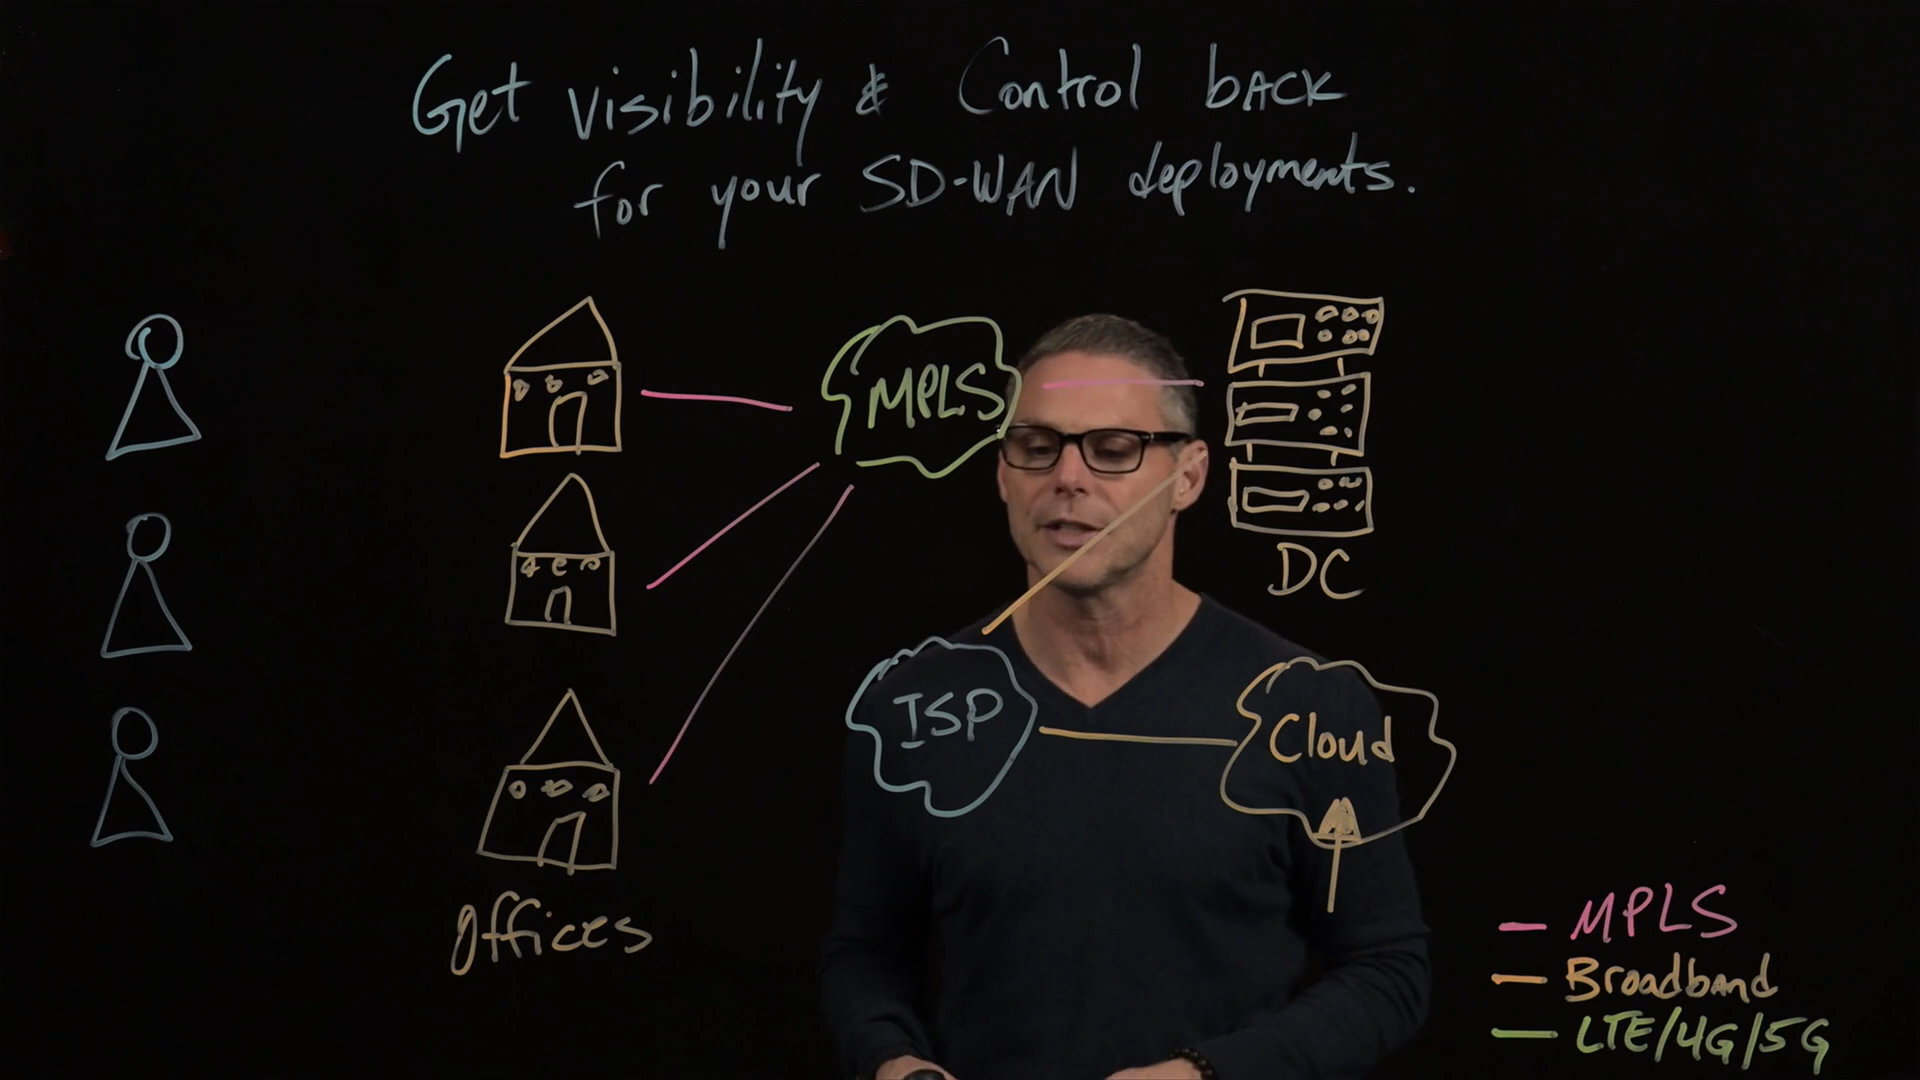 Get visibility & Control back
for your SD-WAN deployments.
MPLS
DC
ISP
Cloud
Offices
MPLS
Broadband
LTE/4G/5G